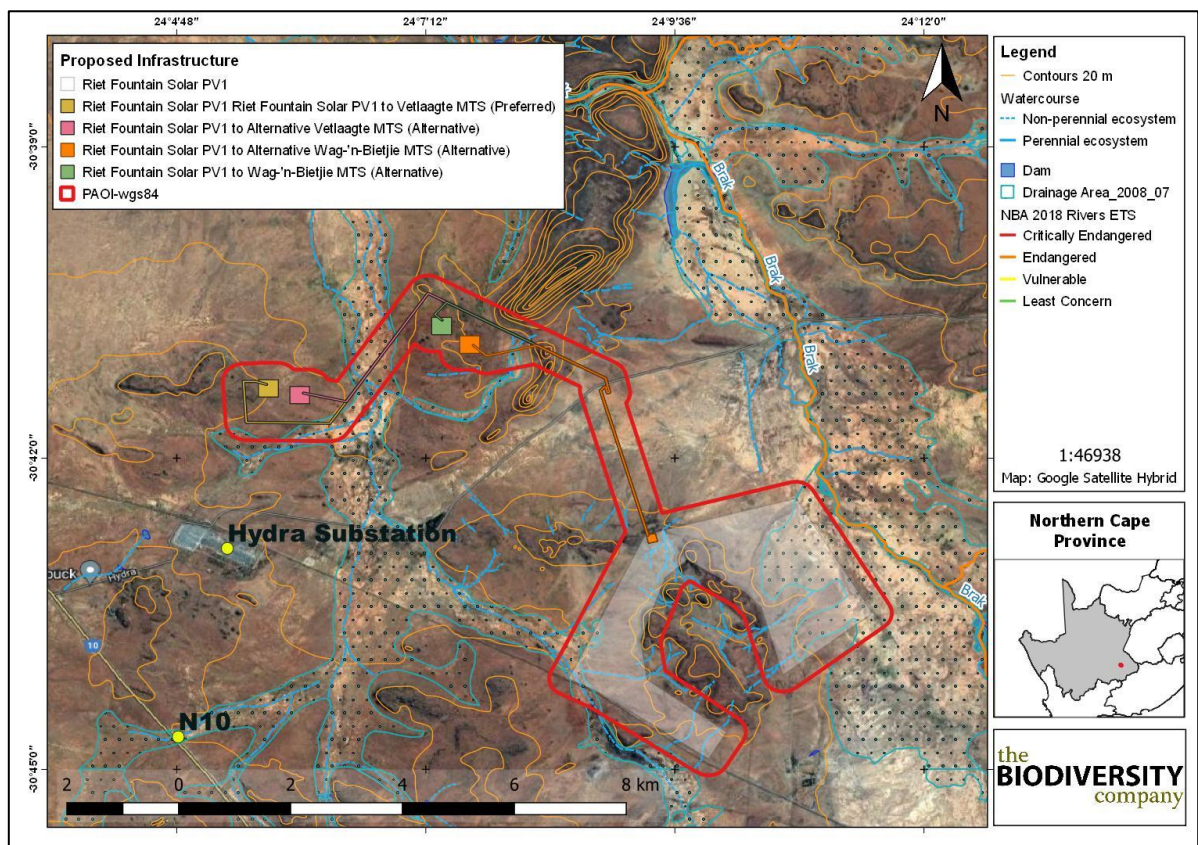 24°4'48"
24°7'12"
24°9'36"
24°12'0"
-30°39'0"
-30°42'0"
-30°45'0"
Proposed Infrastructure
Riet Fountain Solar PV1
Riet Fountain Solar PV1 Riet Fountain Solar PV1 to Vetlaagte MTS (Preferred)
Riet Fountain Solar PV1 to Alternative Vetlaagte MTS (Alternative)
Riet Fountain Solar PV1 to Alternative Wag-'n-Bietjie MTS (Alternative)
Riet Fountain Solar PV1 to Wag-'n-Bietjie MTS (Alternative)
PAOI-wgs84
N
Brak
Brak
Brak
Brak
Hydra Substation
buck
Hydra
10
N10
2
0
2
4
6
8 km
Legend
Contours 20 m
Watercourse
Non-perennial ecosystem
Perennial ecosystem
Dam
Drainage Area_2008_07
NBA 2018 Rivers ETS
Critically Endangered
Endangered
Vulnerable
Least Concern
1:46938
Map: Google Satellite Hybrid
Northern Cape
Province
the
BIODIVERSITY
company